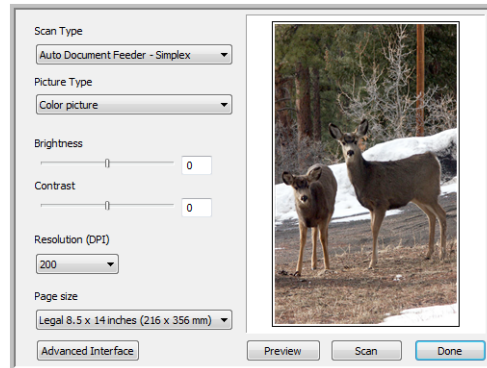 Scan Type
Auto Document Feeder - Simplex
Picture Type
Color picture
Brightness
0
Contrast
0
Resolution (DPI)
200
Page size
Legal 8.5 x 14 inches (216 x 356 mm)
Advanced Interface
Preview
Scan
Done